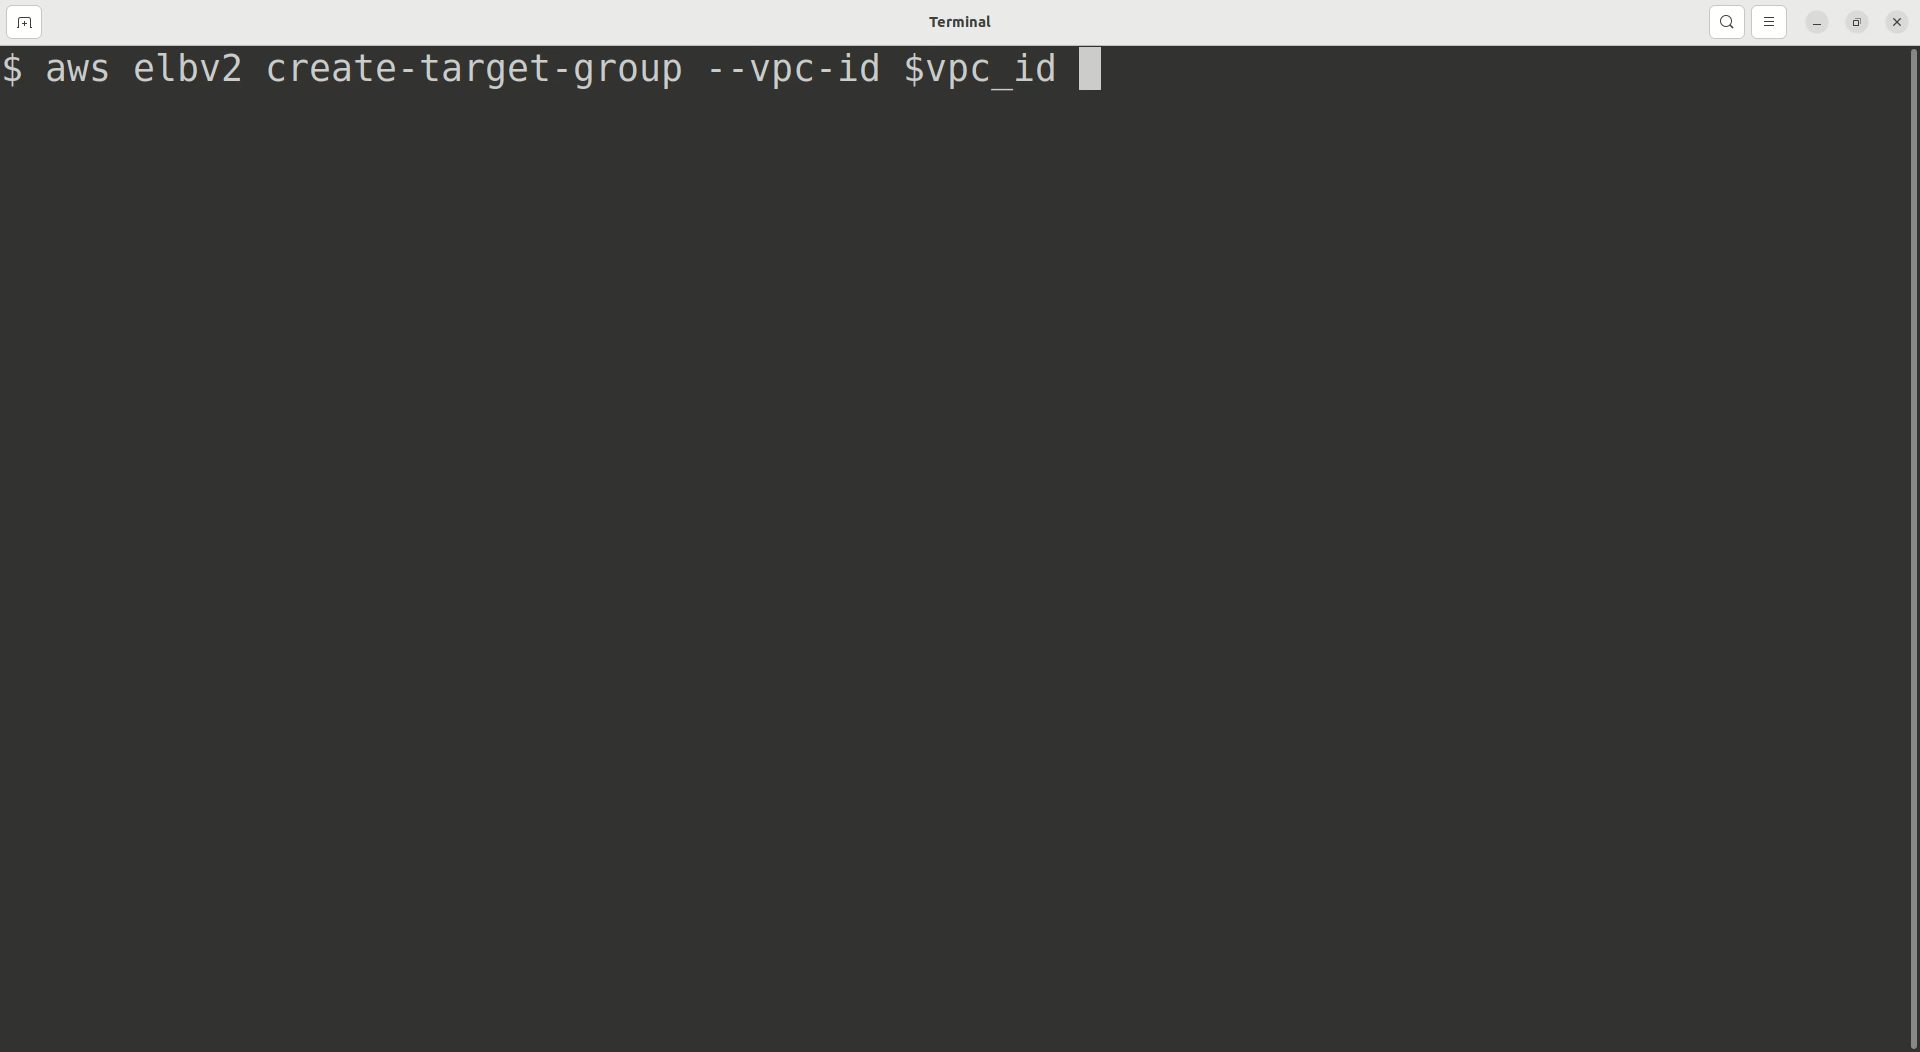 Terminal
$ aws elbv2 create-target-group --vpc-id $vpc_id